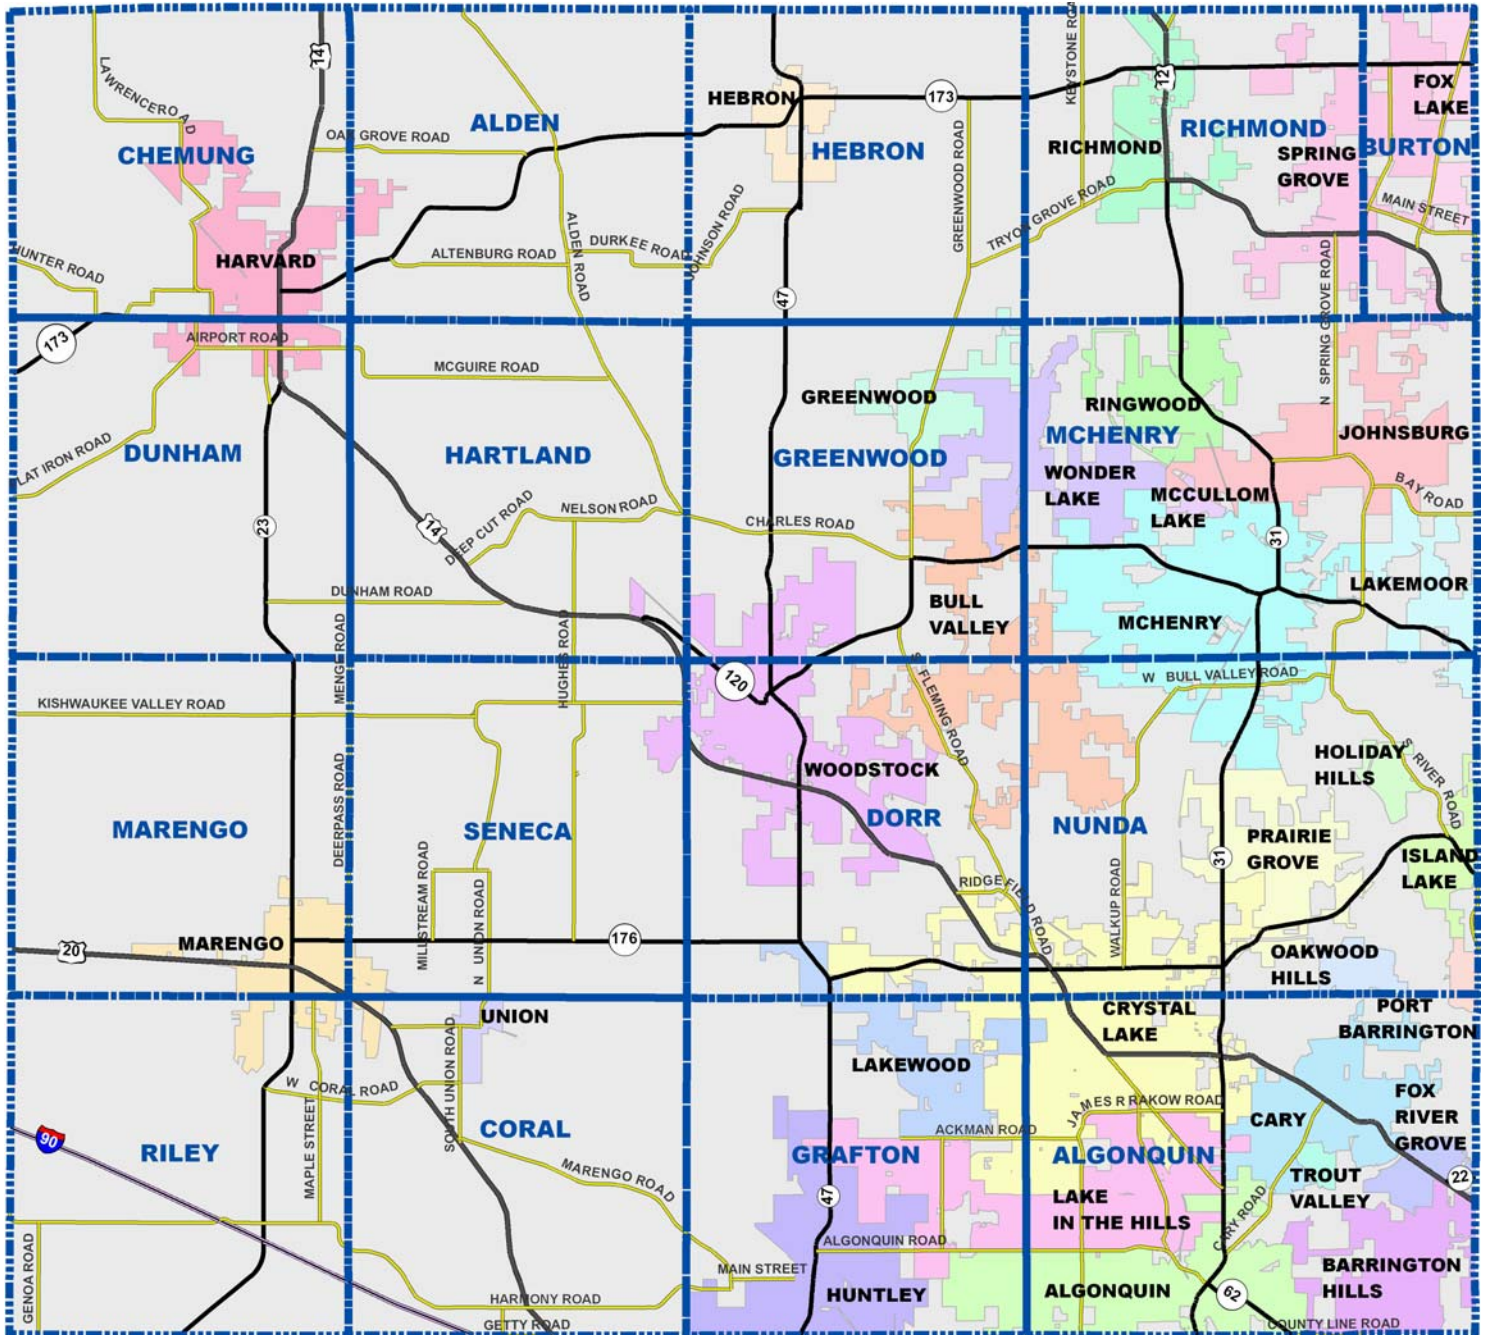 KEYSTONE ROA
14
LAWRENCEROAD
12
FOX
LAKE
HEBRON
173
OAK GROVE ROAD
ALDEN
RICHMOND
CHEMUNG
HEBRON
RICHMOND
SPRING
GROVE
BURTON
GREENWOOD ROAD
TRYON GROVE ROAD
MAIN STREET
JOHNSON ROAD
ALDEN ROAD
DURKEE ROAD
ALTENBURG ROAD
HUNTER ROAD
HARVARD
47
N SPRING GROVE ROAD
173
AIRPORT ROAD
MCGUIRE ROAD
GREENWOOD
RINGWOOD
JOHNSBURG
MCHENRY
DUNHAM
HARTLAND
GREENWOOD
LAT IRON ROAD
WONDER
LAKE
MCCULLOM
LAKE
BAY ROAD
NELSON ROAD
DEEP CUT ROAD
CHARLES ROAD
23
14
31
LAKEMOOR
DUNHAM ROAD
BULL
VALLEY
MCHENRY
MENGE ROAD
HUGHES ROAD
120
S FLEMING ROAD
W BULL VALLEY ROAD
KISHWAUKEE VALLEY ROAD
HOLIDAY
HILLS
S RIVER ROAD
WOODSTOCK
DEERPASS ROAD
MARENGO
SENECA
DORR
NUNDA
PRAIRIE
GROVE
31
ISLAND
LAKE
MILLSTREAM ROAD
N UNION ROAD
RIDGEFIELD ROAD
WALKUP ROAD
20
MARENGO
176
OAKWOOD
HILLS
UNION
CRYSTAL
LAKE
PORT
BARRINGTON
SOUTH UNION ROAD
LAKEWOOD
W CORAL ROAD
MAPLE STREET
JAMES R RAKOW ROAD
CARY
FOX
RIVER
GROVE
90
CORAL
ACKMAN ROAD
RILEY
GRAFTON
ALGONQUIN
MARENGO ROAD
TROUT
VALLEY
22
47
LAKE
IN THE HILLS
CARY ROAD
ALGONQUIN ROAD
GENOA ROAD
MAIN STREET
BARRINGTON
HILLS
HARMONY ROAD
HUNTLEY
ALGONQUIN
62
GETTY ROAD
COUNTY LINE ROAD